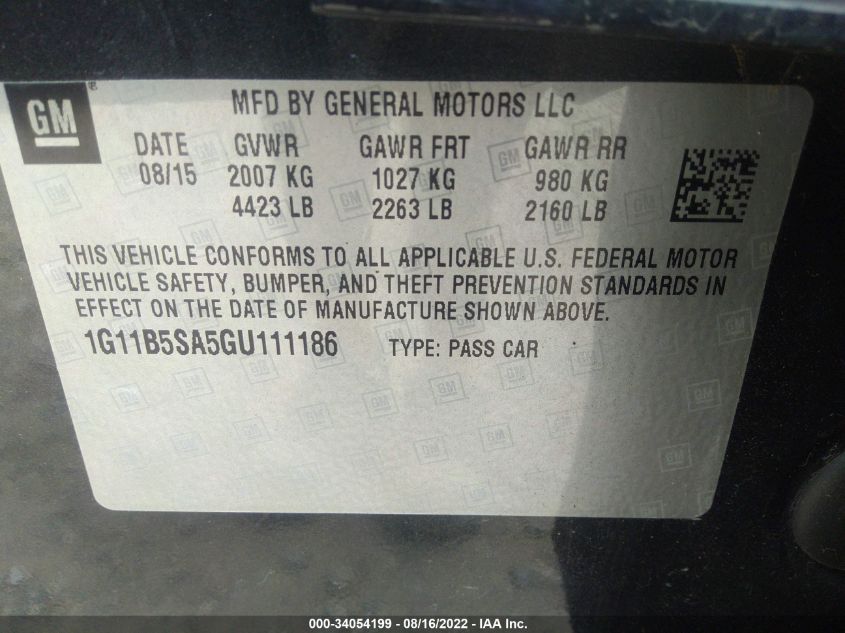 GM ®
MFD BY GENERAL MOTORS LLC
DATE GVWR GAWR FRT GAWR RR
08/15 2007 KG 1027 KG 980 KG
4423 LB 2263 LB 2160 LB
THIS VEHICLE CONFORMS TO ALL APPLICABLE U.S. FEDERAL MOTOR
VEHICLE SAFETY, BUMPER, AND THEFT PREVENTION STANDARDS IN
EFFECT ON THE DATE OF MANUFACTURE SHOWN ABOVE.
1G11B5SA5GU111186 TYPE: PASS CAR
000-34054199 - 08/16/2022 - IAA Inc.